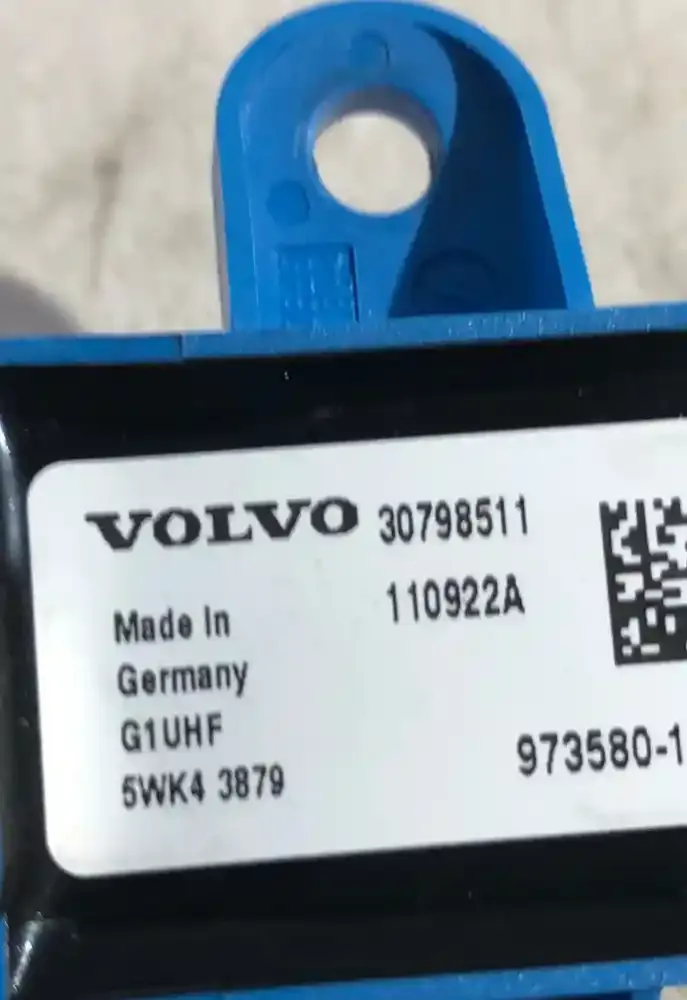 VOLVO 30798511
110922A
Made In
Germany
G1UHF
5WK4 3879
973580-1